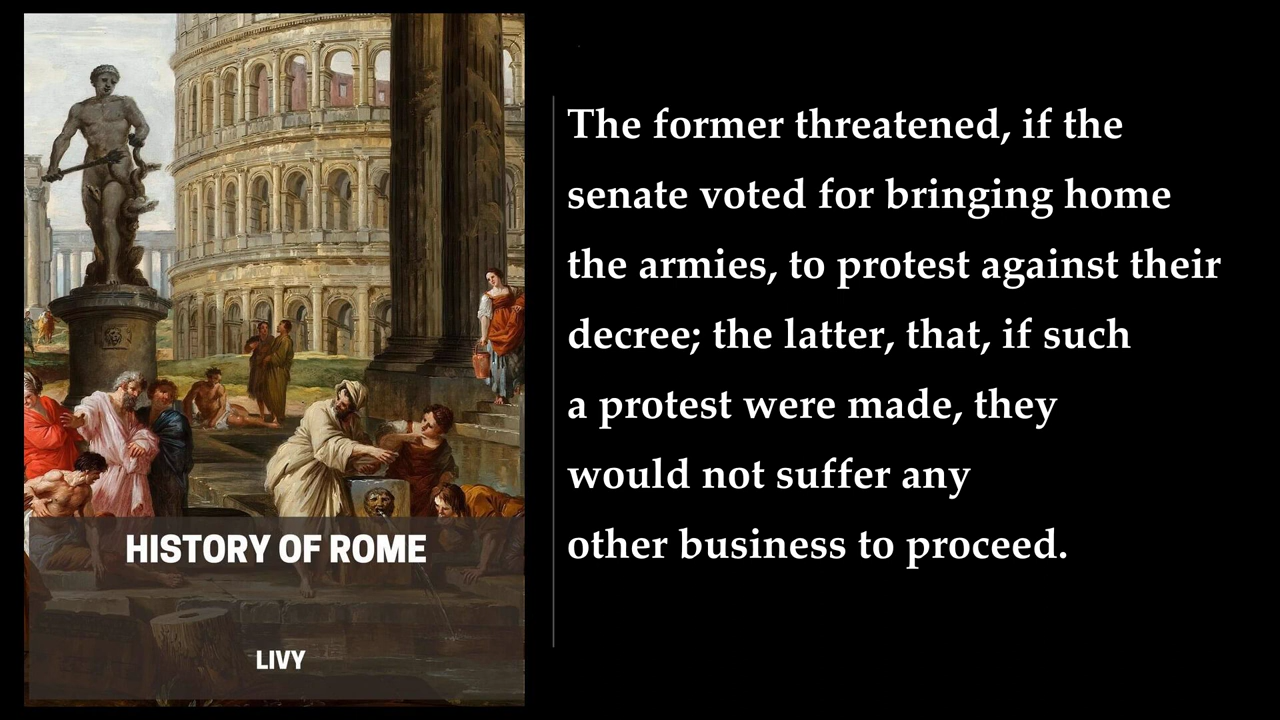 HISTORY OF ROME
LIVY
The former threatened, if the
senate voted for bringing home
the armies, to protest against their
decree; the latter, that, if such
a protest were made, they
would not suffer any
other business to proceed.